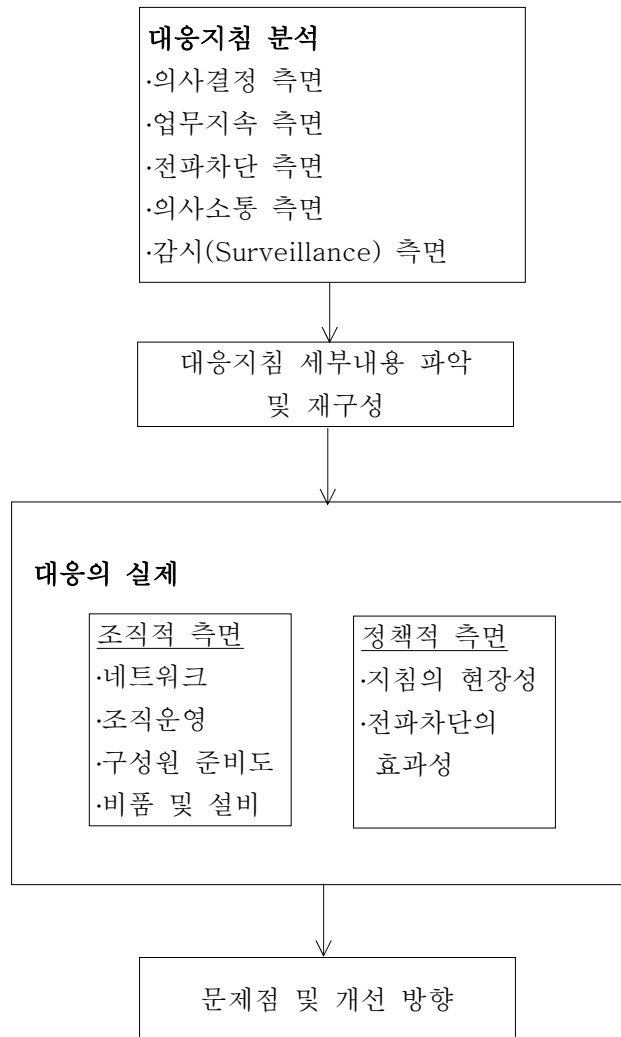 대응지침 분석
·의사결정 측면
·업무지속 측면
·전파차단 측면
·의사소통 측면
·감시(Surveillance) 측면
대응지침 세부내용 파악
및 재구성
대응의 실제
조직적 측면
·네트워크
·조직운영
·구성원 준비도
·비품 및 설비
정책적 측면
·지침의 현장성
·전파차단의
효과성
문제점 및 개선 방향